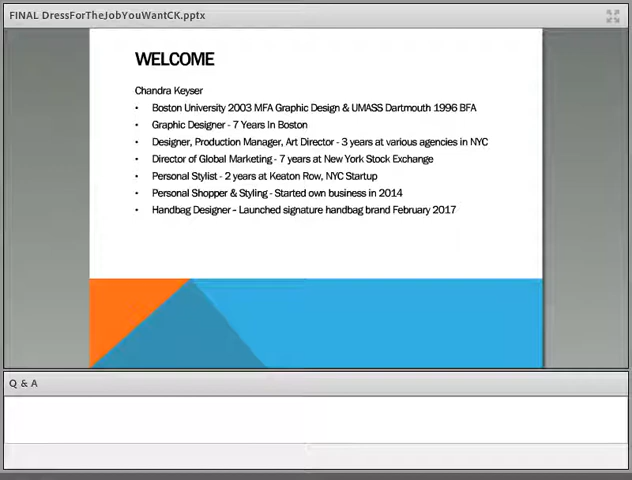 FINAL DressForTheJobYouWantCK.pptx
WELCOME
Chandra Keyser
• Boston University 2003 MFA Graphic Design & UMASS Dartmouth 1996 BFA
• Graphic Designer - 7 Years In Boston
• Designer, Production Manager, Art Director - 3 years at various agencies in NYC
• Director of Global Marketing - 7 years at New York Stock Exchange
• Personal Stylist - 2 years at Keaton Row, NYC Startup
• Personal Shopper & Styling - Started own business in 2014
• Handbag Designer - Launched signature handbag brand February 2017
Q & A